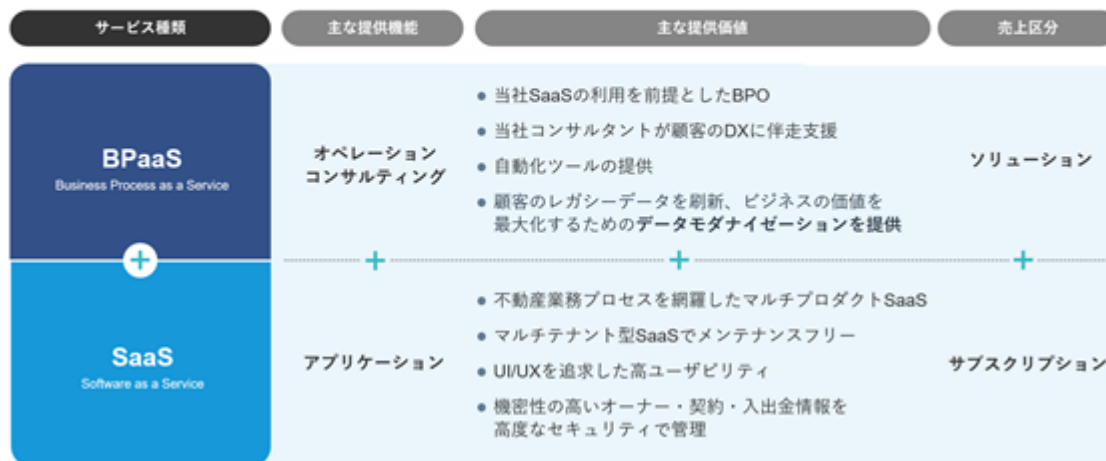 サービス種類
主な提供機能
主な提供価値
売上区分
BPaaS
Business Process as a Service
オペレーション
コンサルティング
● 当社SaaSの利用を前提としたBPO
● 当社コンサルタントが顧客のDXに伴走支援
● 自動化ツールの提供
● 顧客のレガシーデータを刷新、ビジネスの価値を
最大化するためのデータモダナイゼーションを提供
ソリューション
+
+
+
+
SaaS
Software as a Service
アプリケーション
● 不動産業務プロセスを網羅したマルチプロダクトSaaS
● マルチテナント型SaaSでメンテナンスフリー
● UI/UXを追求した高ユーザビリティ
● 機密性の高いオーナー・契約・入出金情報を
高度なセキュリティで管理
サブスクリプション